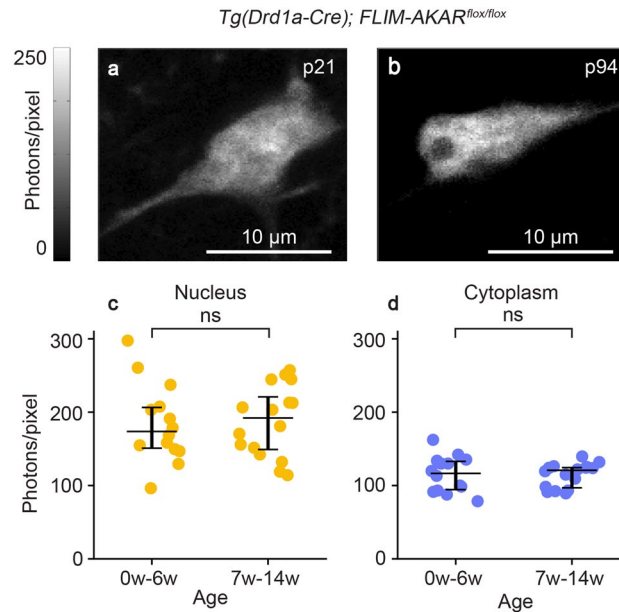 Tg(Drd1a-Cre); FLIM-AKARflox/flox
250
Photons/pixel
0
a
p21
10 µm
b
p94
10 µm
c
Nucleus
ns
300
200
100
0
Photons/pixel
0w-6w
7w-14w
Age
d
Cytoplasm
ns
300
200
100
0
0w-6w
7w-14w
Age